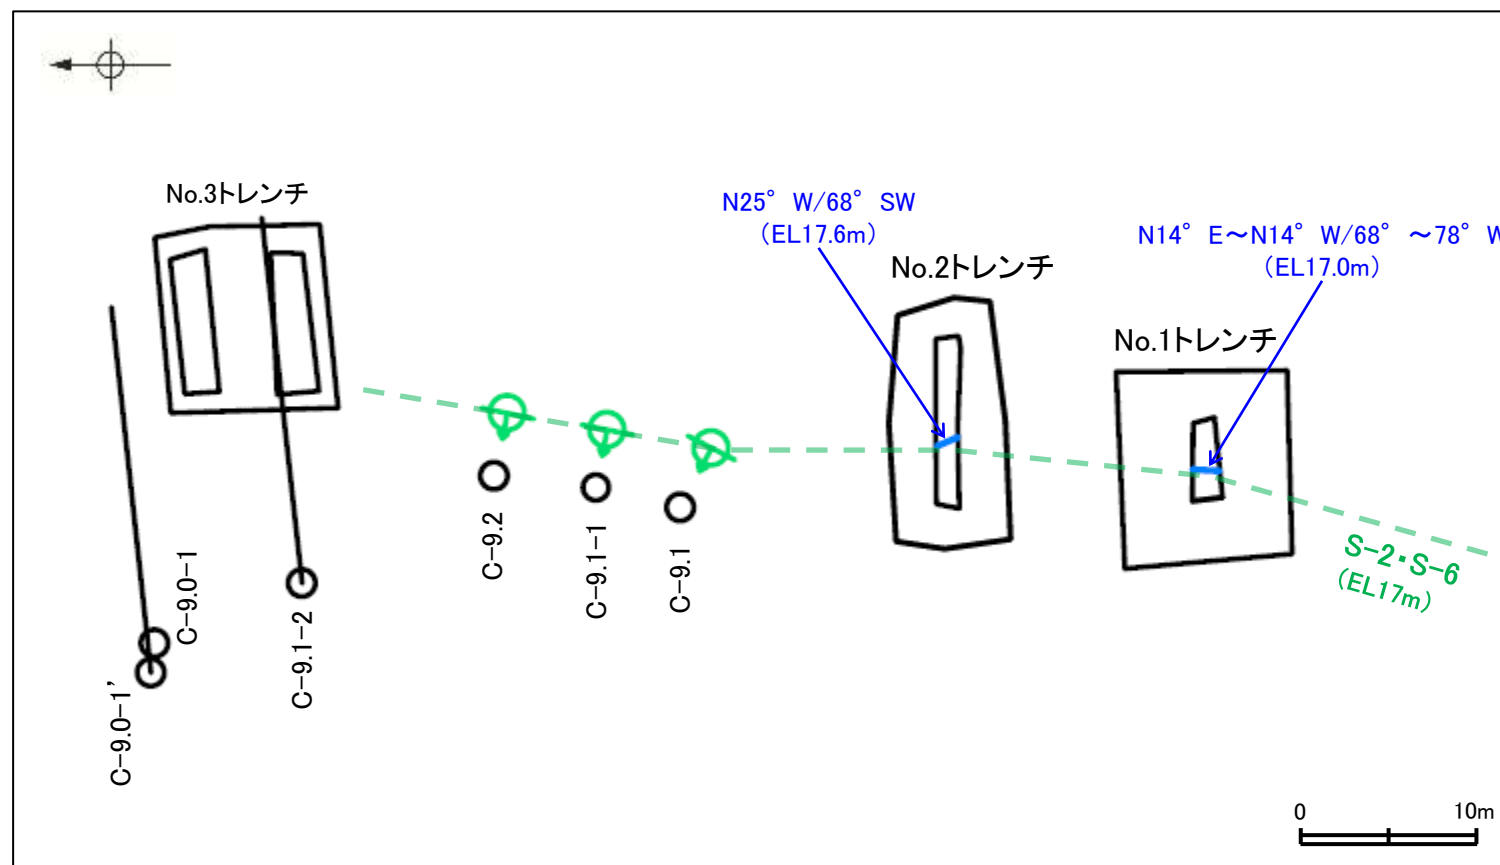 No.3トレンチ
N25° W/68° SW
(EL17.6m)
N14° E～N14° W/68° ～78° W
(EL17.0m)
No.2トレンチ
No.1トレンチ
C-9.2
C-9.1-1
C-9.1
S-2・S-6
(EL17m)
C-9.0-1
C-9.1-2
C-9.0-1’
0 10m